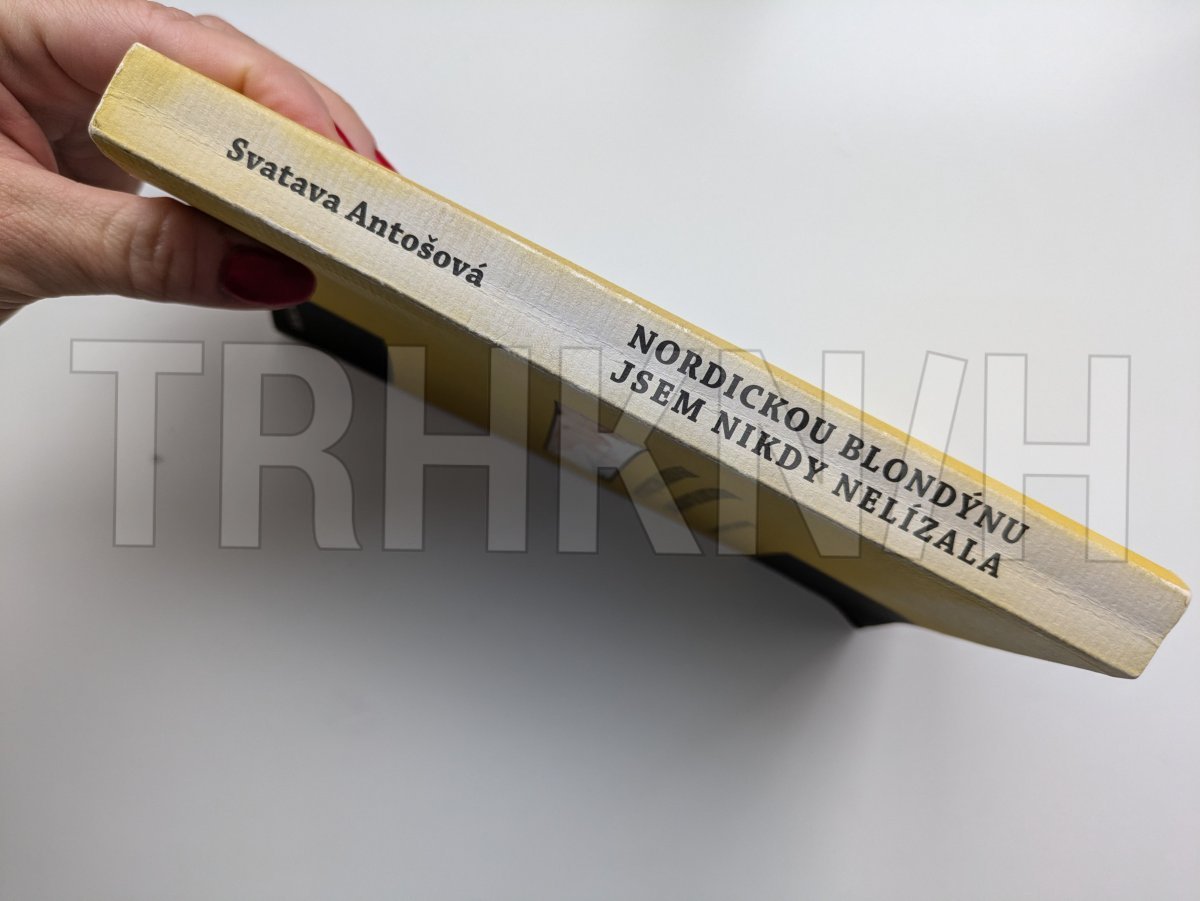 Svatava Antošová
NORDICKOU BLONDÝNU
JSEM NIKDY NELÍZALA
TRHKNIH